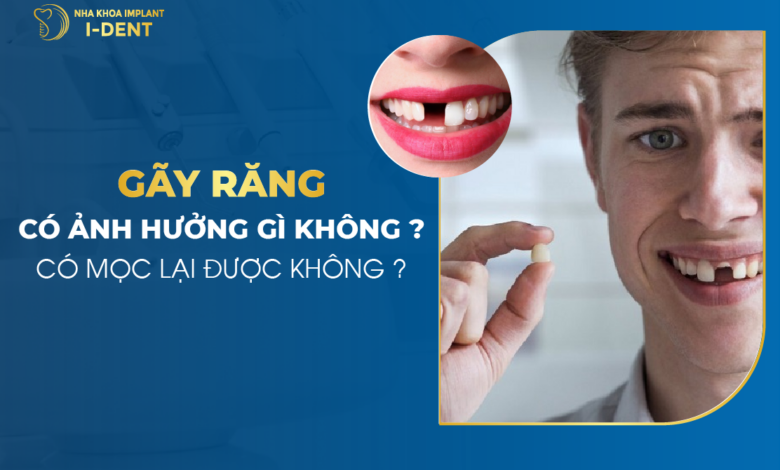 NHA KHOA IMPLANT
I-DENT
GÃY RĂNG
CÓ ẢNH HƯỞNG GÌ KHÔNG ?
CÓ MỌC LẠI ĐƯỢC KHÔNG ?